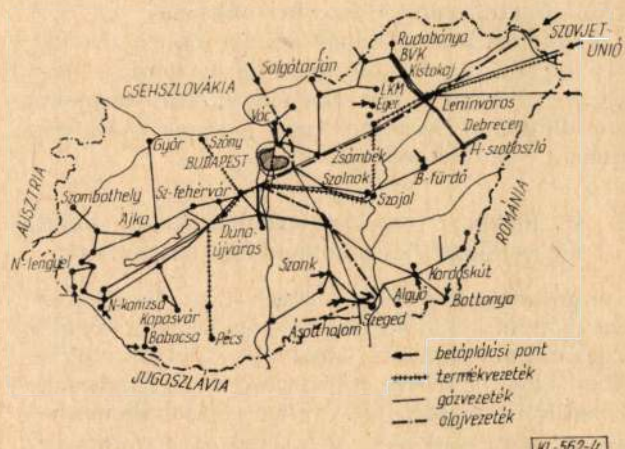 SZOVJET-
UNIÓ
Rudabánya
BVK
Kistokaj
Salgótarján
CSEHSZLOVÁKIA
LKM
Eger
Leninváros
Vác
Debrecen
Győr
Szőny
BUDAPEST
Zsámbék
H-szoboszló
Szolnok
B-fürdő
Szajol
AUSZTRIA
Szombathely
Sz-fehérvár
ROMÁNIA
Ajka
Duna-
újváros
N-lengyel
Szank
Kardoskút
N-kanizsa
Algyő
Battonya
Kaposvár
Babócsa
Pécs
Ásotthalom
Szeged
JUGOSZLÁVIA
betáplálási pont
termékvezeték
gázvezeték
olajvezeték
KL-562-4